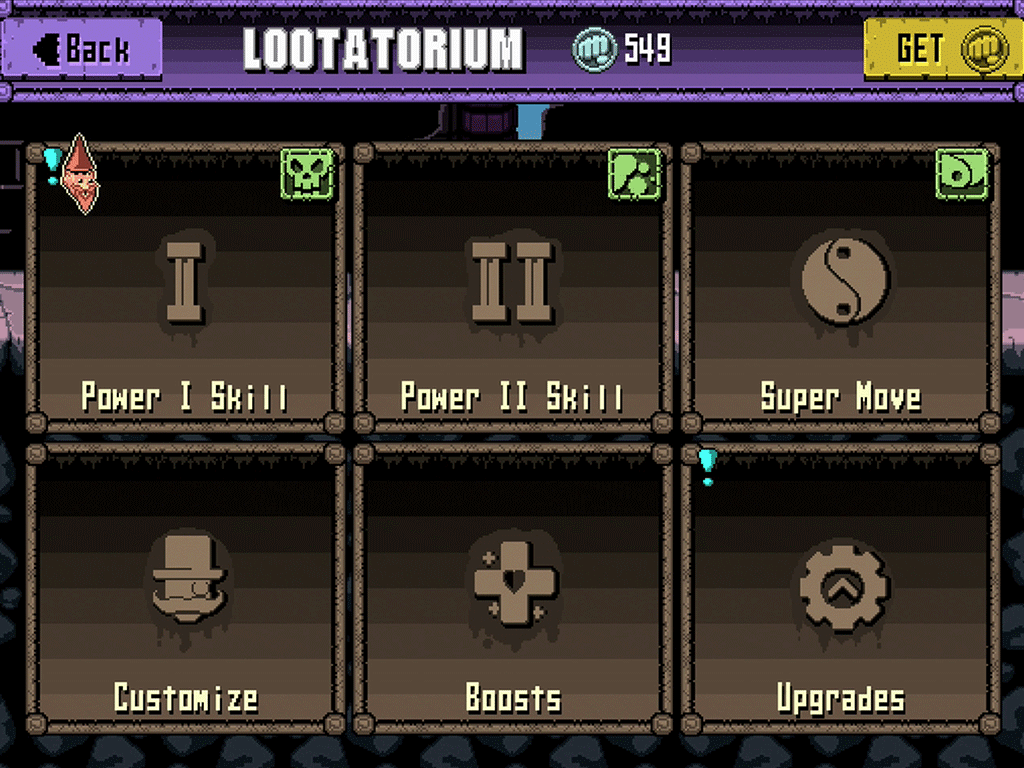 Back
LOOTATORIUM
549
GET
Power I Skill
Power II Skill
Super Move
Customize
Boosts
Upgrades